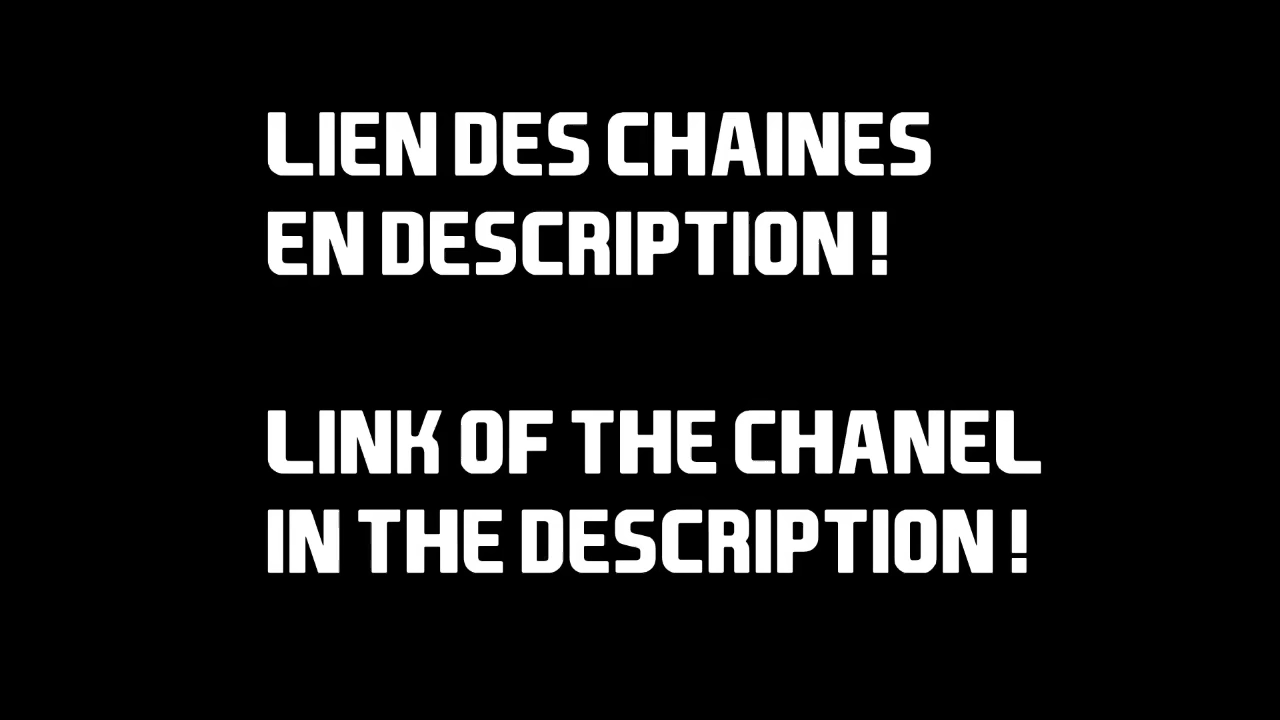 LIEN DES CHAINES
EN DESCRIPTION !
LINK OF THE CHANEL
IN THE DESCRIPTION !